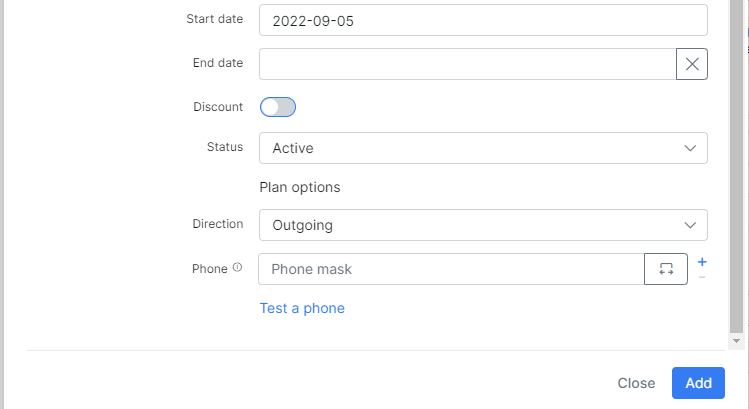 Start date 2022-09-05
End date
Discount
Status Active
Plan options
Direction Outgoing
Phone Phone mask
Test a phone
Close Add